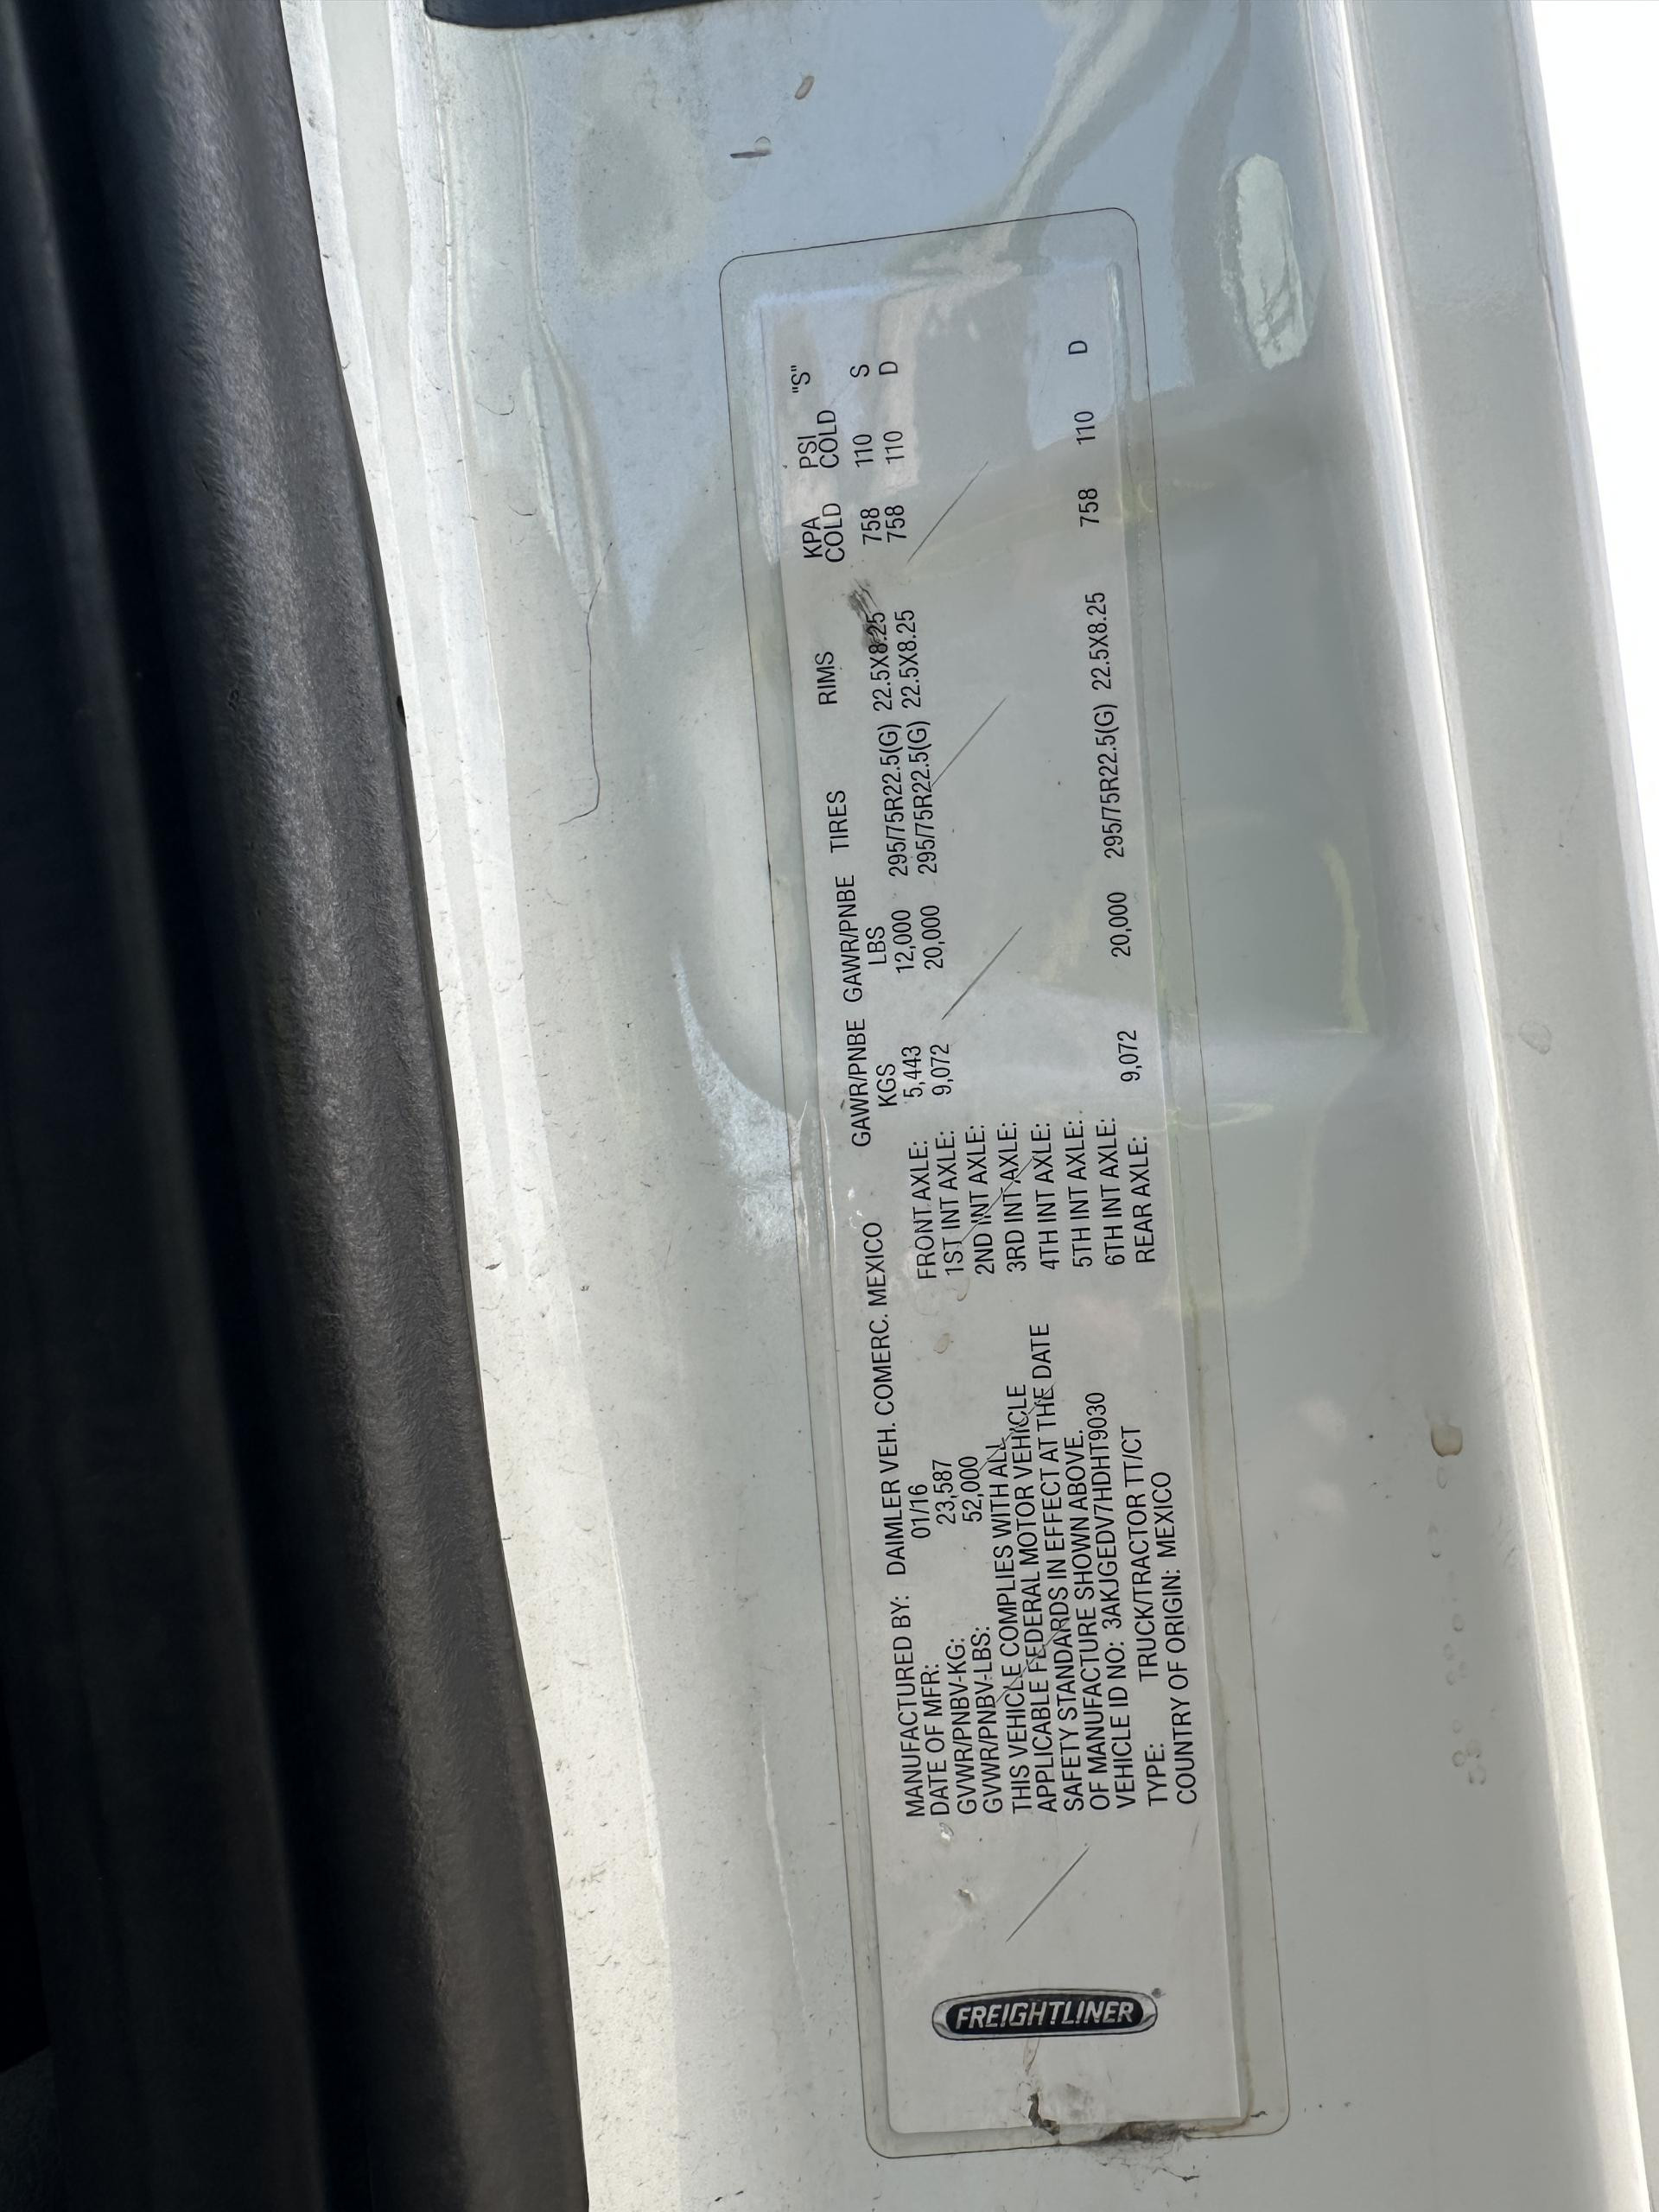 FREIGHTLINER®
MANUFACTURED BY: DAIMLER VEH. COMERC. MEXICO
DATE OF MFR: 01/16
GVWR/PNBV-KG: 23,587
GVWR/PNBV-LBS: 52,000
THIS VEHICLE COMPLIES WITH ALL
APPLICABLE FEDERAL MOTOR VEHICLE
SAFETY STANDARDS IN EFFECT AT THE DATE
OF MANUFACTURE SHOWN ABOVE.
VEHICLE ID NO: 3AKJGEDV7HDHT9030
TYPE: TRUCK/TRACTOR TT/CT
COUNTRY OF ORIGIN: MEXICO
GAWR/PNBE GAWR/PNBE TIRES RIMS KPA PSI "S"
KGS LBS COLD COLD
FRONT AXLE: 5,443 12,000 295/75R22.5(G) 22.5X8.25 758 110 S
1ST INT AXLE: 9,072 20,000 295/75R22.5(G) 22.5X8.25 758 110 D
2ND INT AXLE:
3RD INT AXLE:
4TH INT AXLE:
5TH INT AXLE:
6TH INT AXLE:
REAR AXLE: 9,072 20,000 295/75R22.5(G) 22.5X8.25 758 110 D